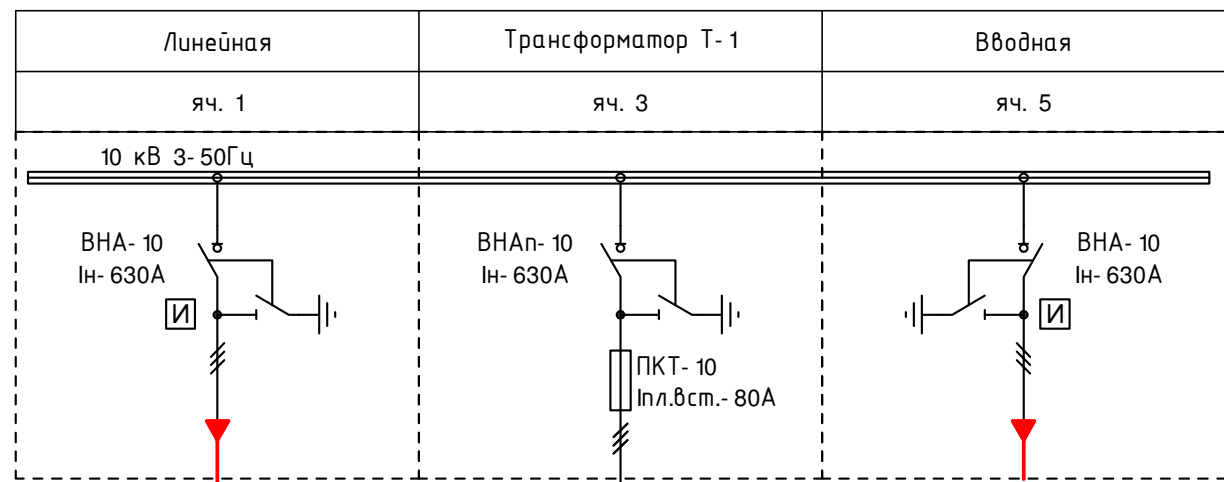 Линейная
Трансформатор Т-1
Вводная
яч. 1
яч. 3
яч. 5
10 кВ 3-50Гц
ВНА-10
Iн-630А
ВНАп-10
Iн-630А
ВНА-10
Iн-630А
И
И
ПКТ-10
Iпл.вст.-80А